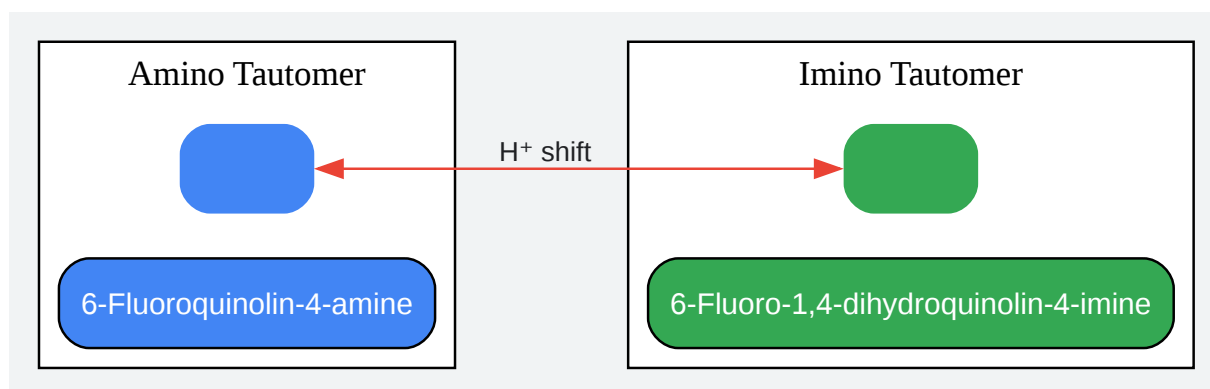 Amino Tautomer
Imino Tautomer
H⁺ shift
6-Fluoroquinolin-4-amine
6-Fluoro-1,4-dihydroquinolin-4-imine